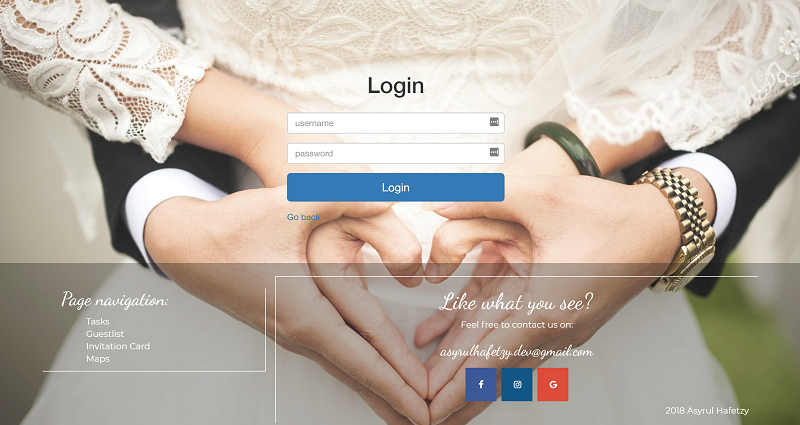 Login
username
password
Login
Go back
Page navigation:
Tasks
Guestlist
Invitation Card
Maps
Like what you see?
Feel free to contact us on:
asyrulhafetzy.dev@gmail.com
f
G
2018 Asyrul Hafetzy